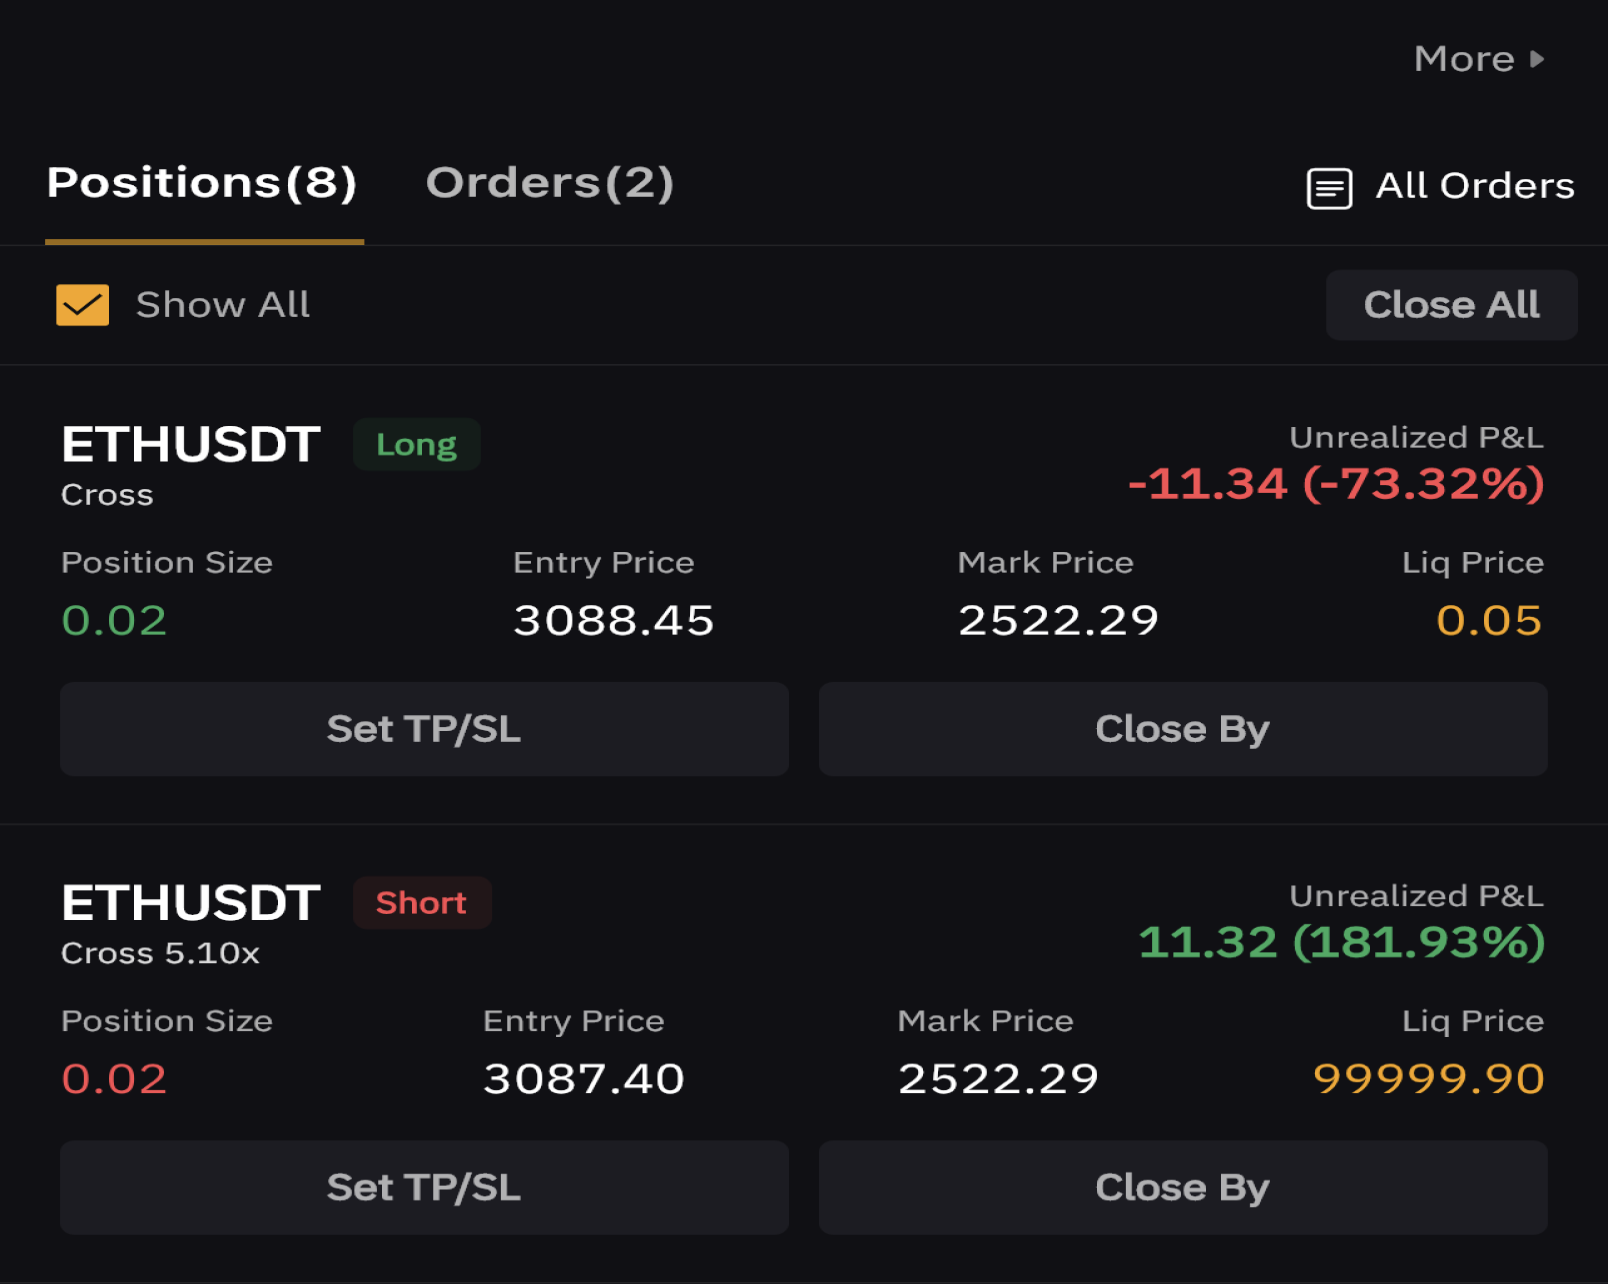 More
Positions(8) Orders(2) All Orders
Show All Close All
ETHUSDT Long Unrealized P&L
Cross -11.34 (-73.32%)
Position Size Entry Price Mark Price Liq Price
0.02 3088.45 2522.29 0.05
Set TP/SL Close By
ETHUSDT Short Unrealized P&L
Cross 5.10x 11.32 (181.93%)
Position Size Entry Price Mark Price Liq Price
0.02 3087.40 2522.29 99999.90
Set TP/SL Close By